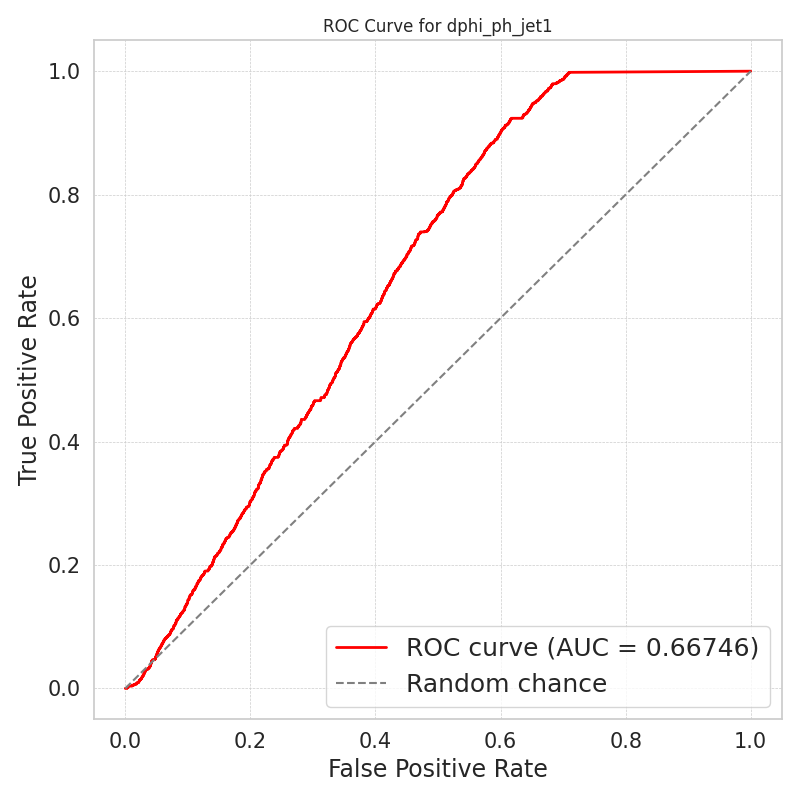 ROC Curve for dphi_ph_jet1
True Positive Rate
1.0
0.8
0.6
0.4
0.2
0.0
ROC curve (AUC = 0.66746)
Random chance
0.0 0.2 0.4 0.6 0.8 1.0
False Positive Rate